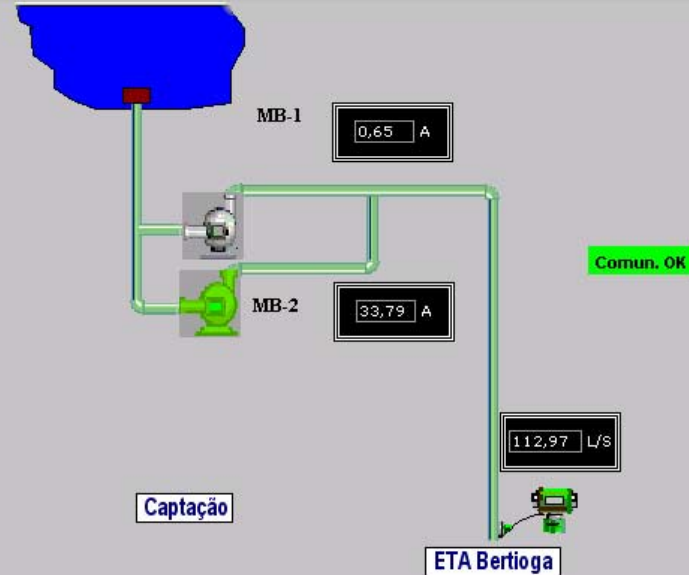 MB-1
0,65 A
Comun. OK
MB-2
33,79 A
112,97 L/S
Captação
ETA Bertioga